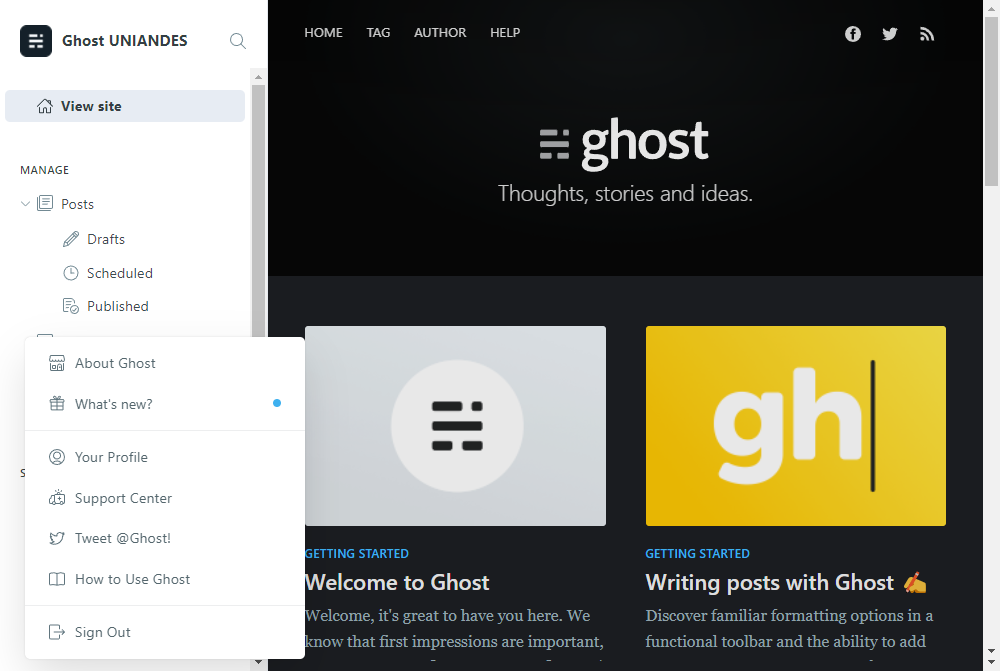 Ghost UNIANDES
View site
MANAGE
Posts
Drafts
Scheduled
Published
About Ghost
What's new?
Your Profile
Support Center
Tweet @Ghost!
How to Use Ghost
Sign Out
HOME TAG AUTHOR HELP
ghost
Thoughts, stories and ideas.
GETTING STARTED
Welcome to Ghost
Welcome, it's great to have you here. We
know that first impressions are important,
gh
GETTING STARTED
Writing posts with Ghost ✍️
Discover familiar formatting options in a
functional toolbar and the ability to add